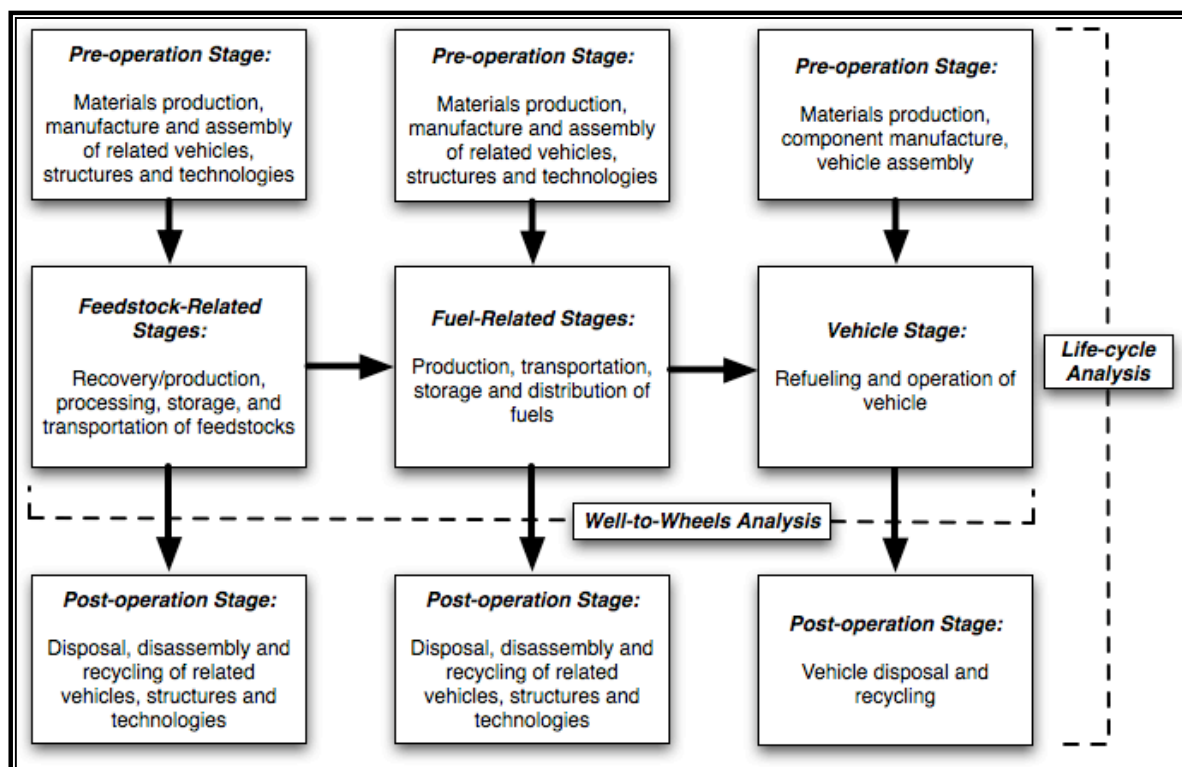 Pre-operation Stage:
Materials production,
manufacture and assembly
of related vehicles,
structures and technologies
Pre-operation Stage:
Materials production,
manufacture and assembly
of related vehicles,
structures and technologies
Pre-operation Stage:
Materials production,
component manufacture,
vehicle assembly
Feedstock-Related
Stages:
Recovery/production,
processing, storage, and
transportation of feedstocks
Fuel-Related Stages:
Production, transportation,
storage and distribution of
fuels
Vehicle Stage:
Refueling and operation of
vehicle
Life-cycle
Analysis
Well-to-Wheels Analysis
Post-operation Stage:
Disposal, disassembly and
recycling of related
vehicles, structures and
technologies
Post-operation Stage:
Disposal, disassembly and
recycling of related
vehicles, structures and
technologies
Post-operation Stage:
Vehicle disposal and
recycling